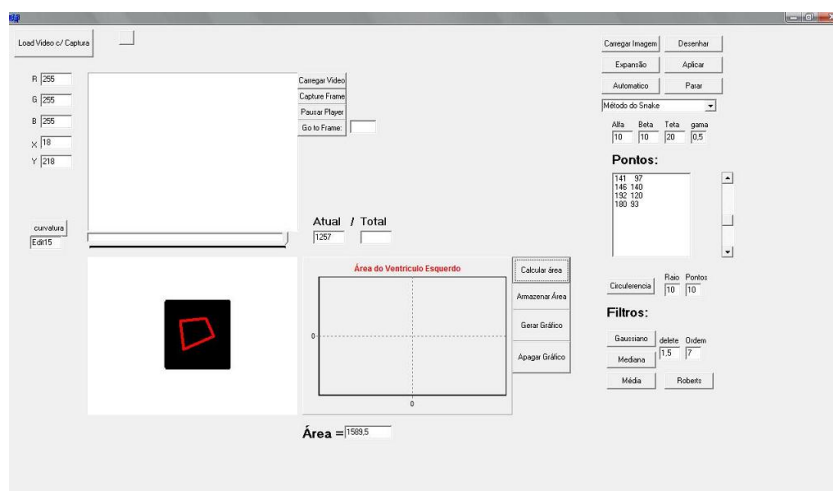 Load Video c/ Captura
R 255
G 255
B 255
X 18
Y 218
curvatura
Edit15
Carregar Video
Capture Frame
Pausar Player
Go to Frame:
Atual / Total
1257
Área do Ventriculo Esquerdo
0
0
Calcular área
Armazenar Área
Gerar Gráfico
Apagar Gráfico
Área = 1589,5
Carregar Imagem Desenhar
Expansão Aplicar
Automatico Parar
Método do Snake
Alfa Beta Teta gama
10 10 20 0,5
Pontos:
141 97
146 140
192 120
180 93
Raio Pontos
Circulerencia 10 10
Filtros:
Gaussiano delete Ordem
1,5 7
Mediana
Média Roberts